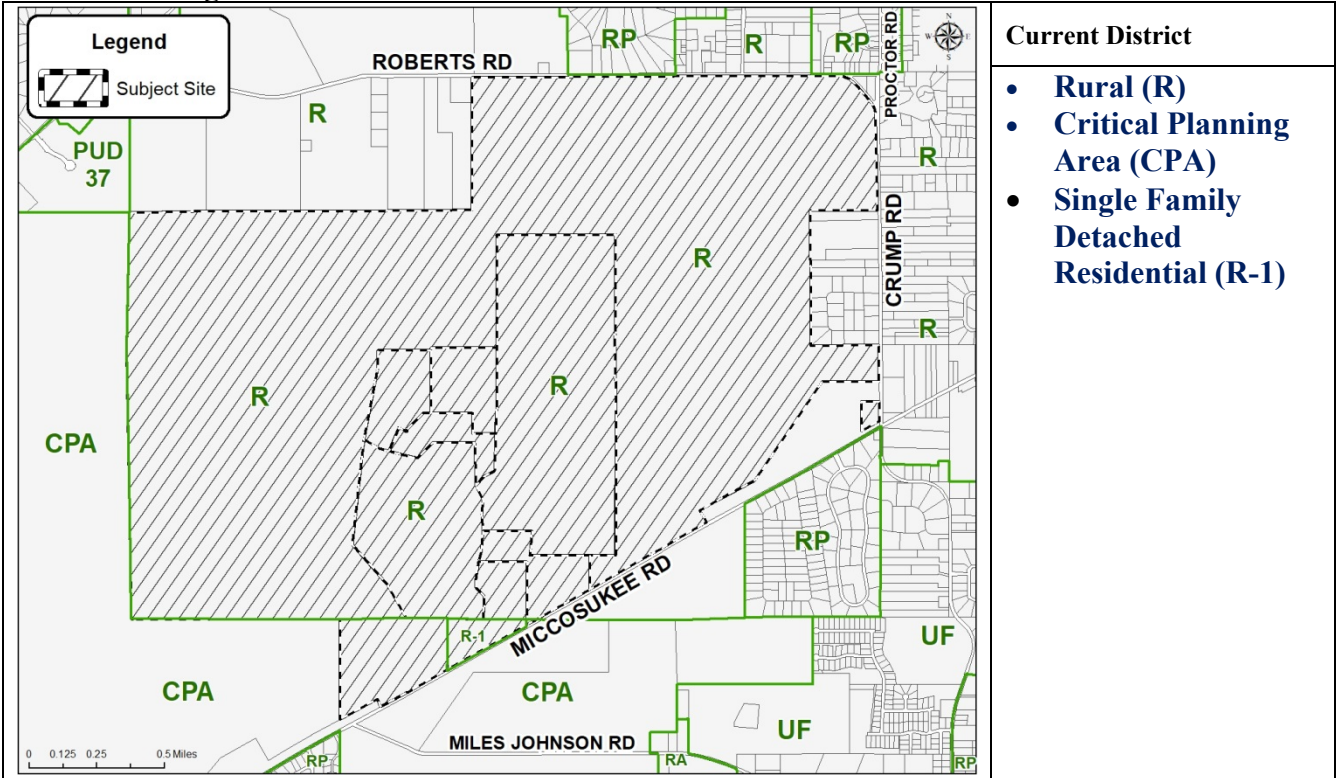 Legend
Subject Site
ROBERTS RD
RP
R
RP
PROCTOR RD
N
W E
S
R
PUD
37
R
R
CRUMP RD
R
R
R
CPA
R
RP
MICCOSUKEE RD
R-1
UF
CPA
CPA
UF
MILES JOHNSON RD
RP
RA
RP
0 0.125 0.25 0.5 Miles
Current District
• Rural (R)
• Critical Planning
Area (CPA)
• Single Family
Detached
Residential (R-1)